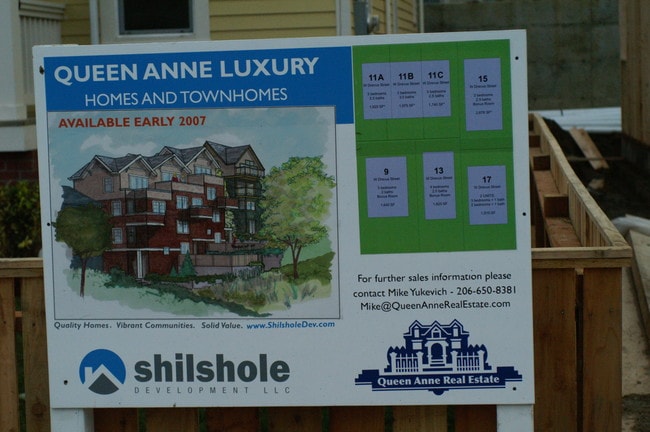 QUEEN ANNE LUXURY
HOMES AND TOWNHOMES
AVAILABLE EARLY 2007
11A
11B
11C
15
9
13
17
For further sales information please
contact Mike Yukevich - 206-650-8381
Mike@QueenAnneRealEstate.com
Quality Homes. Vibrant Communities. Solid Value. www.ShilsholeDev.com
shilshole
DEVELOPMENT LLC
Queen Anne Real Estate